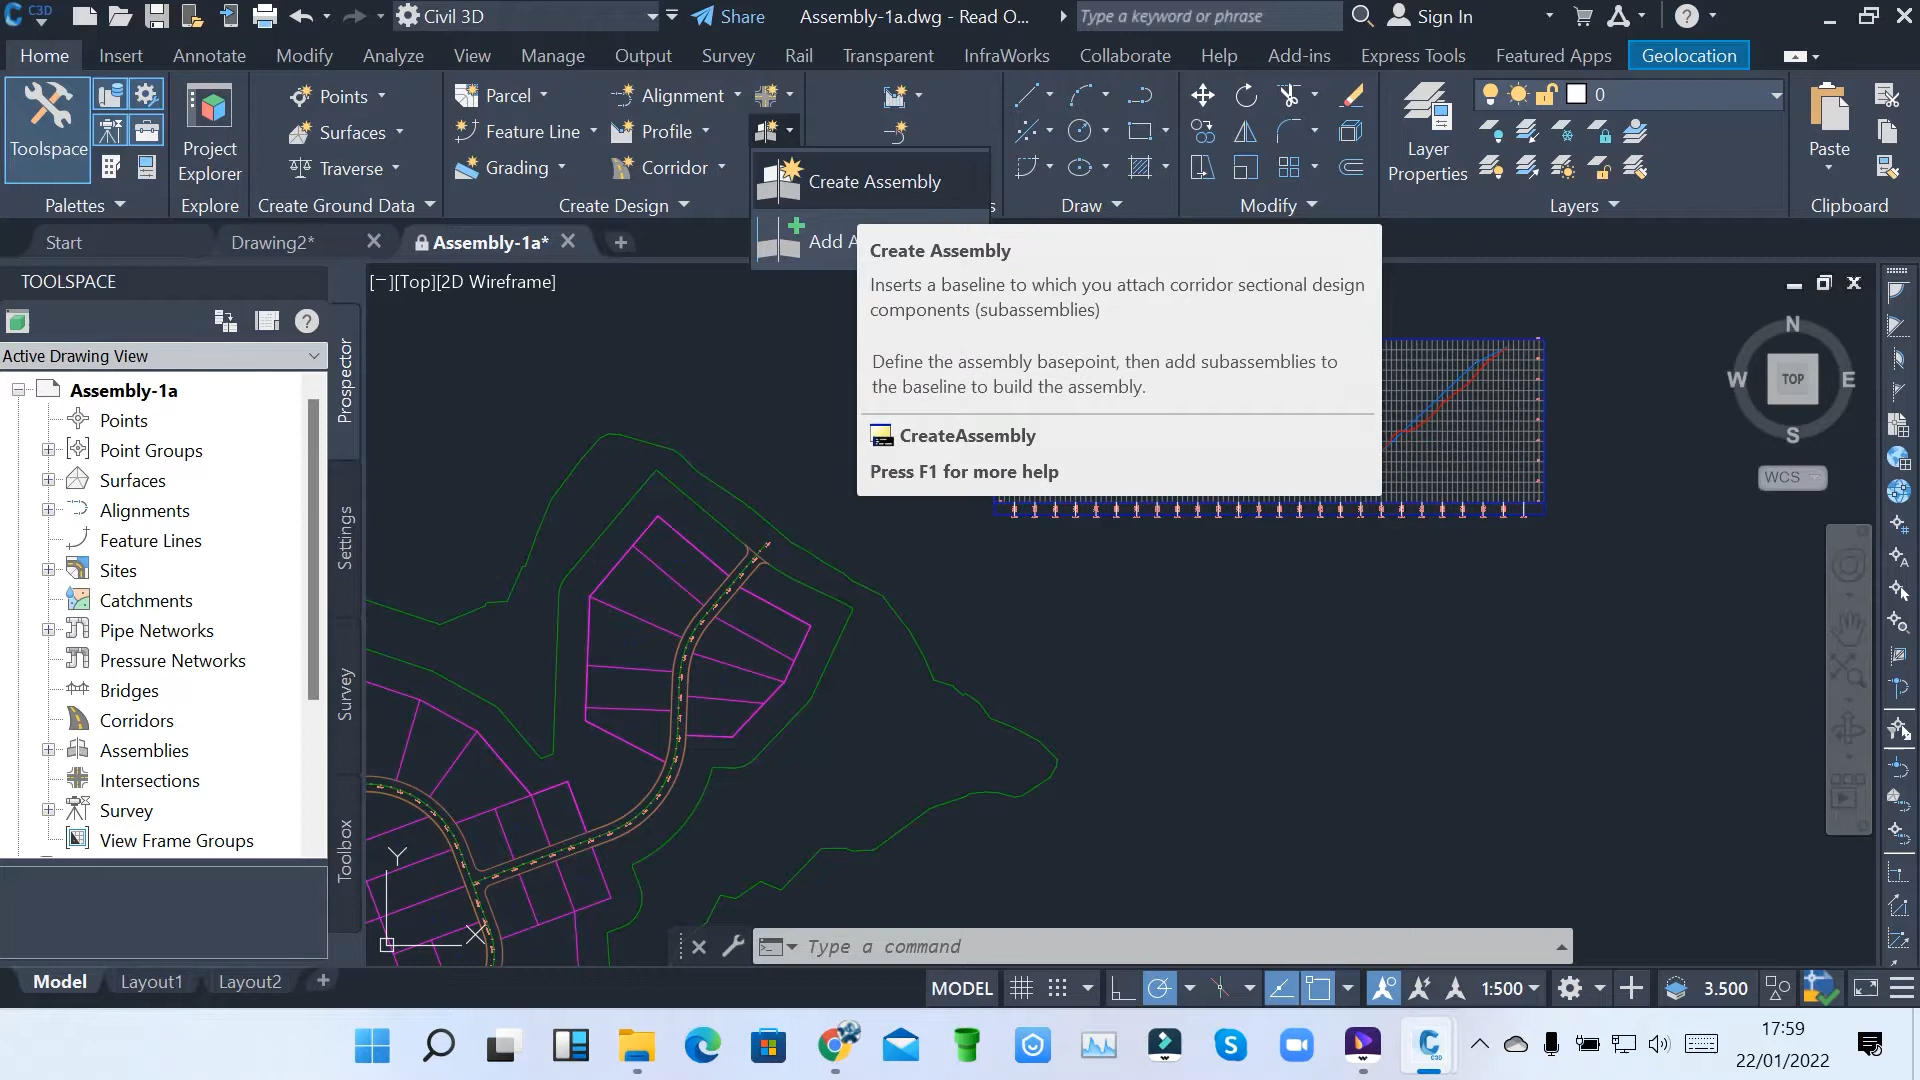 C3D
Civil 3D
Share
Assembly-1a.dwg - Read O...
Type a keyword or phrase
Sign In
Home
Insert
Annotate
Modify
Analyze
View
Manage
Output
Survey
Rail
Transparent
InfraWorks
Collaborate
Help
Add-ins
Express Tools
Featured Apps
Geolocation
Toolspace
Project
Explorer
Points
Surfaces
Traverse
Parcel
Feature Line
Grading
Alignment
Profile
Corridor
Layer
Properties
0
Paste
Palettes
Explore
Create Ground Data
Create Design
s
Draw
Modify
Layers
Clipboard
Create Assembly
Add A
Start
Drawing2*
Assembly-1a*
Create Assembly
Inserts a baseline to which you attach corridor sectional design
components (subassemblies)
Define the assembly basepoint, then add subassemblies to
the baseline to build the assembly.
CreateAssembly
Press F1 for more help
TOOLSPACE
Active Drawing View
Assembly-1a
Points
Point Groups
Surfaces
Alignments
Feature Lines
Sites
Catchments
Pipe Networks
Pressure Networks
Bridges
Corridors
Assemblies
Intersections
Survey
View Frame Groups
Prospector
Settings
Survey
Toolbox
[−][Top][2D Wireframe]
N
W
TOP
E
S
WCS
Y
X
Type a command
Model
Layout1
Layout2
MODEL
1:500
3.500
17:59
22/01/2022